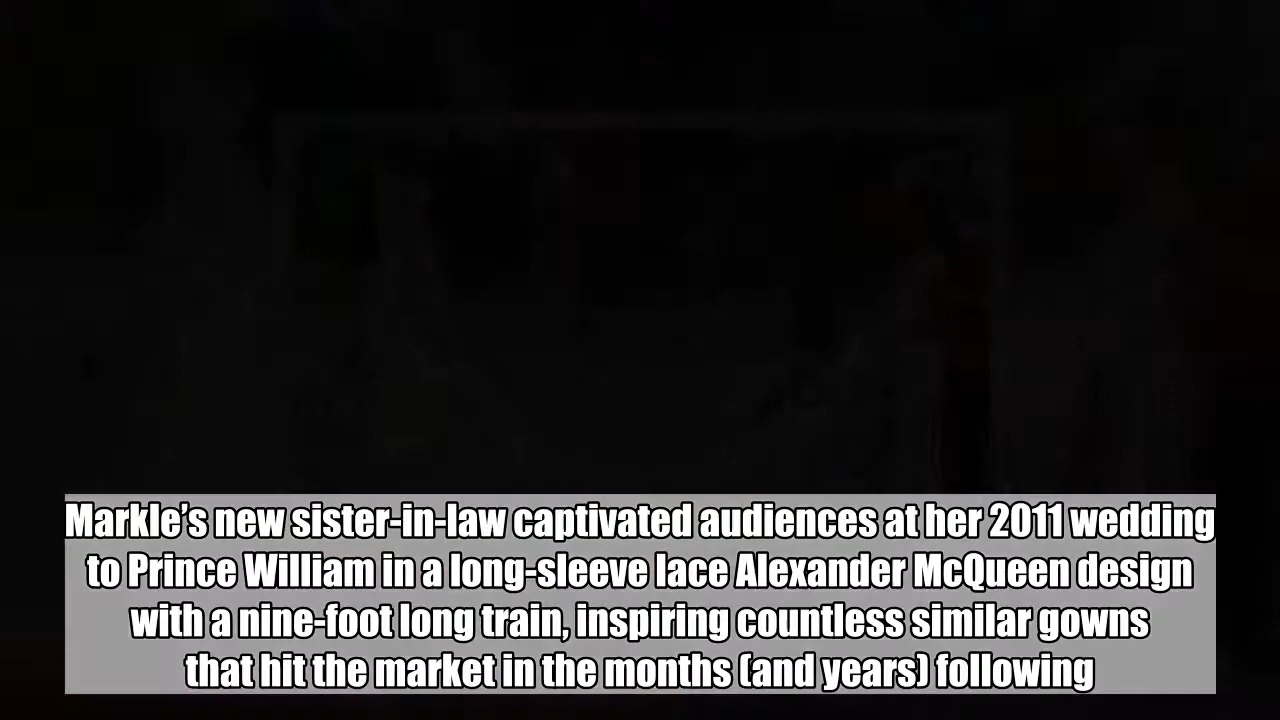 Markle’s new sister-in-law captivated audiences at her 2011 wedding
to Prince William in a long-sleeve lace Alexander McQueen design
with a nine-foot long train, inspiring countless similar gowns
that hit the market in the months (and years) following